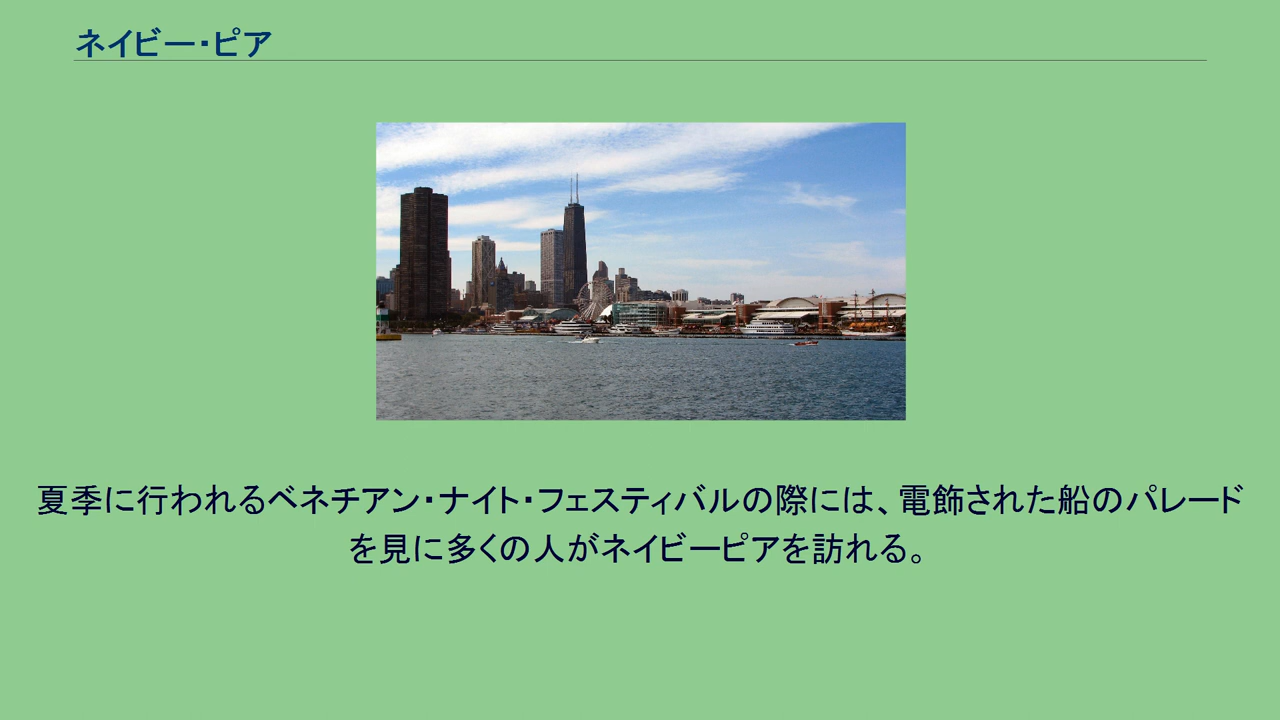 ネイビー・ピア
夏季に行われるベネチアン・ナイト・フェスティバルの際には、電飾された船のパレード
を見に多くの人がネイビーピアを訪れる。